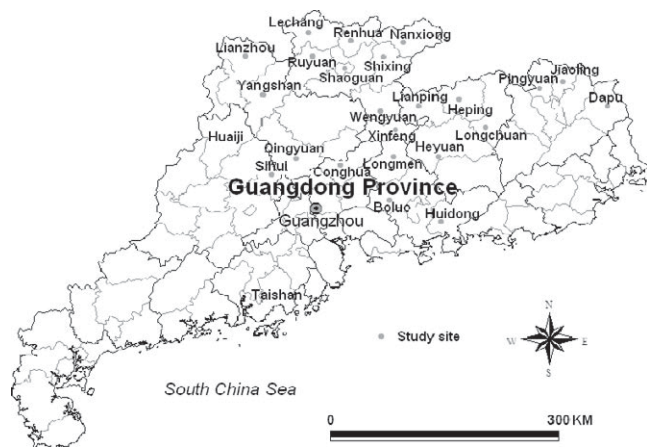 Lechang
Renhua
Nanxiong
Lianzhou
Ruyuan
Shixing
Shaoguan
Jiaoling
Pingyuan
Yangshan
Lianping
Heping
Dapu
Wengyuan
Huaiji
Xinfeng
Longchuan
Qingyuan
Heyuan
Sihui
Conghua
Longmen
Guangdong Province
Boluo
Guangzhou
Huidong
Taishan
N
Study site
W
E
S
South China Sea
0
300 KM